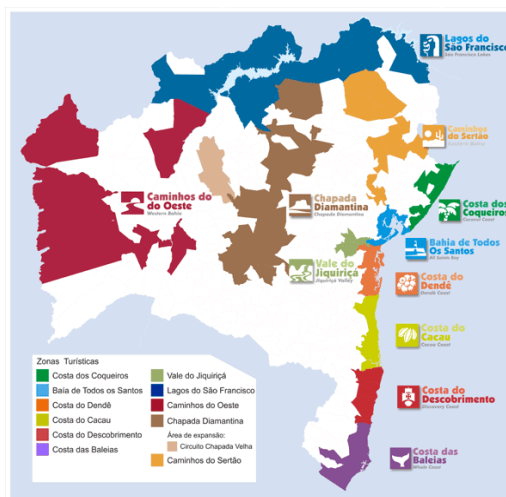 Lagos do
São Francisco
São Francisco Lakes
Caminhos
do Sertão
Caminhos do
do Oeste
Western Bahia
Chapada
Diamantina
Chapada Diamantina
Costa dos
Coqueiros
Coconut Coast
Bahia de Todos
Os Santos
All Saints Bay
Vale do
Jiquiriçá
Jiquiriçá Valley
Costa do
Dendê
Dendê Coast
Costa do
Cacau
Cocoa Coast
Costa do
Descobrimento
Discovery Coast
Costa das
Baleias
Whale Coast
Zonas Turísticas
Costa dos Coqueiros
Baía de Todos os Santos
Costa do Dendê
Costa do Cacau
Costa do Descobrimento
Costa das Baleias
Vale do Jiquiriçá
Lagos do São Francisco
Caminhos do Oeste
Chapada Diamantina
Área de expansão:
Circuito Chapada Velha
Caminhos do Sertão